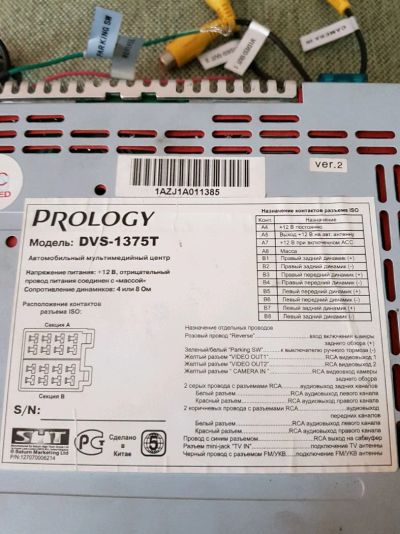 PARKING SW
VIDEO OUT 1
CAMERA IN
1AZJ1A011385
ver.2
PROLOGY
Модель: DVS-1375T
Автомобильный мультимедийный центр
Напряжение питания: +12 В, отрицательный
провод питания соединен с «массой»
Сопротивление динамиков: 4 или 8 Ом
Расположение контактов
разъема ISO:
Секция A
Секция B
S/N:
Назначение контактов разъема ISO
Конт. Назначение
A4 +12 В постоянно
A5 Выход +12 В на авт. антенну
A7 +12 В при включенном ACC
A8 Масса
B1 Правый задний динамик (+)
B2 Правый задний динамик (-)
B3 Правый передний динамик (+)
B4 Правый передний динамик (-)
B5 Левый передний динамик (+)
B6 Левый передний динамик (-)
B7 Левый задний динамик (+)
B8 Левый задний динамик (-)
Назначение отдельных проводов
Розовый провод "Reverse" вход включения камеры
заднего обзора (+)
Зеленый/белый "Parking SW" к выключателю ручного тормоза (-)
Желтый разъем "VIDEO OUT1" RCA видеовыход 1
Желтый разъем "VIDEO OUT2" RCA видеовыход 2
Желтый разъем "CAMERA IN" RCA видеовход камеры
заднего обзора
2 серых провод с разъемами RCA аудиовыход задних каналов
Белый разъем RCA аудиовыход левого канала
Красный разъем RCA аудиовыход правого канала
2 коричневых провода с разъемами RCA аудиовыход
передних каналов
Белый разъем RCA аудиовыход левого канала
Красный разъем RCA аудиовыход правого канала
Провод с синем разъемом RCA выход на сабвуфер
Разъем mini-jack "TV IN" подключение TV антенны
Черный провод с разъемом FM/УКВ подключение FM/УКВ антенны
Сделано
в
Китае
© Saturn Marketing Ltd
P/N:127070006214